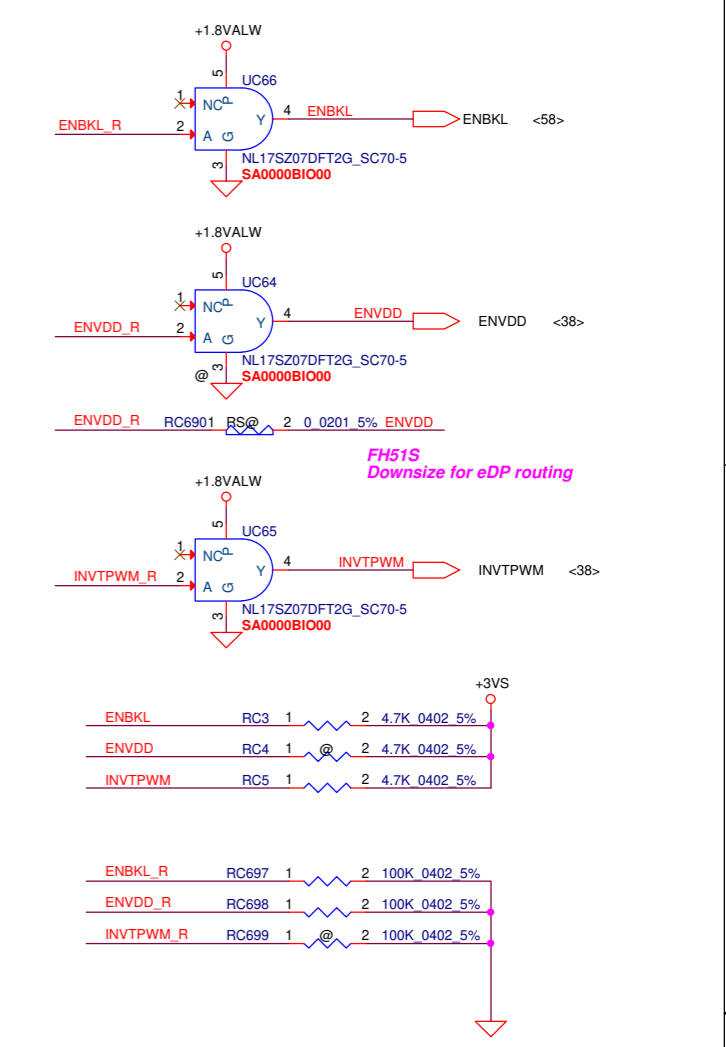 +1.8VALW
5
UC66
1
NC P
4 ENBKL
ENBKL_R 2
A G Y
ENBKL <58>
3
NL17SZ07DFT2G_SC70-5
SA0000BIO00
+1.8VALW
5
UC64
1
NC P
4 ENVDD
ENVDD_R 2
A G Y
ENVDD <38>
3
NL17SZ07DFT2G_SC70-5
@ SA0000BIO00
ENVDD_R RC690 1 RS@ 2 0_0201_5% ENVDD
FH51S
Downsize for eDP routing
+1.8VALW
5
UC65
1
NC P
4 INVTPWM
INVTPWM_R 2
A G Y
INVTPWM <38>
3
NL17SZ07DFT2G_SC70-5
SA0000BIO00
+3VS
ENBKL RC3 1 2 4.7K_0402_5%
ENVDD RC4 1 @ 2 4.7K_0402_5%
INVTPWM RC5 1 2 4.7K_0402_5%
ENBKL_R RC697 1 2 100K_0402_5%
ENVDD_R RC698 1 2 100K_0402_5%
INVTPWM_R RC699 1 @ 2 100K_0402_5%